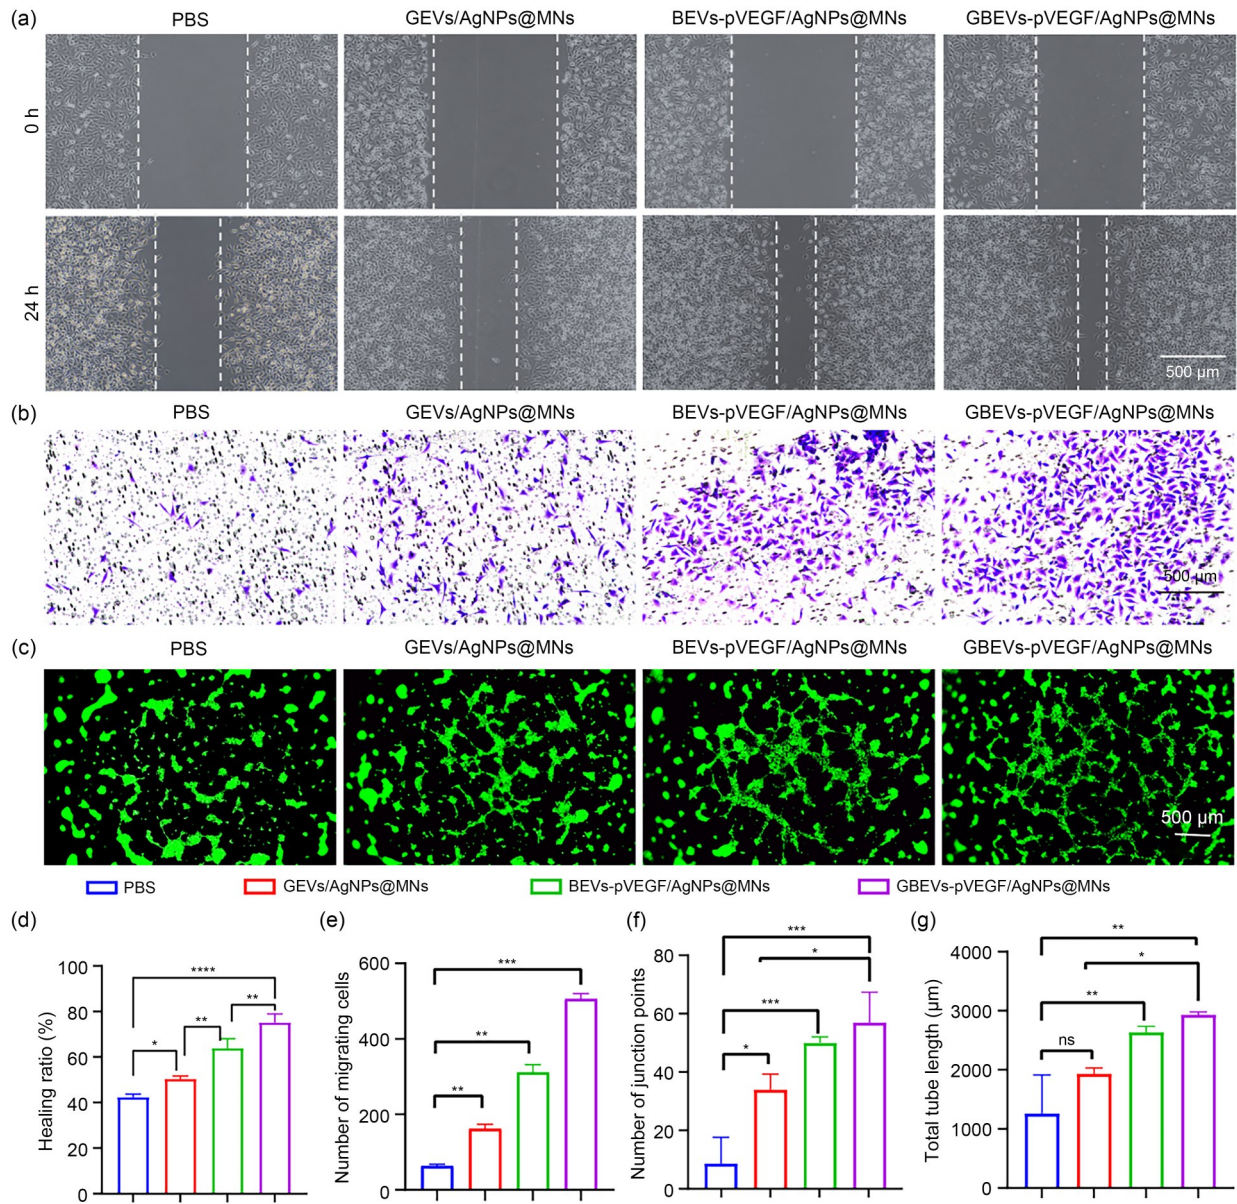 (a) PBS GEVs/AgNPs@MNs BEVs-pVEGF/AgNPs@MNs GBEVs-pVEGF/AgNPs@MNs
0 h
24 h
500 µm
(b) PBS GEVs/AgNPs@MNs BEVs-pVEGF/AgNPs@MNs GBEVs-pVEGF/AgNPs@MNs
500 µm
(c) PBS GEVs/AgNPs@MNs BEVs-pVEGF/AgNPs@MNs GBEVs-pVEGF/AgNPs@MNs
500 µm
PBS GEVs/AgNPs@MNs BEVs-pVEGF/AgNPs@MNs GBEVs-pVEGF/AgNPs@MNs
(d)
Healing ratio (%)
100
80
60
40
20
0
****
**
**
*
(e)
Number of migrating cells
600
400
200
0
***
**
**
(f)
Number of junction points
80
60
40
20
0
***
*
***
*
(g)
Total tube length (µm)
4000
3000
2000
1000
0
**
*
**
ns